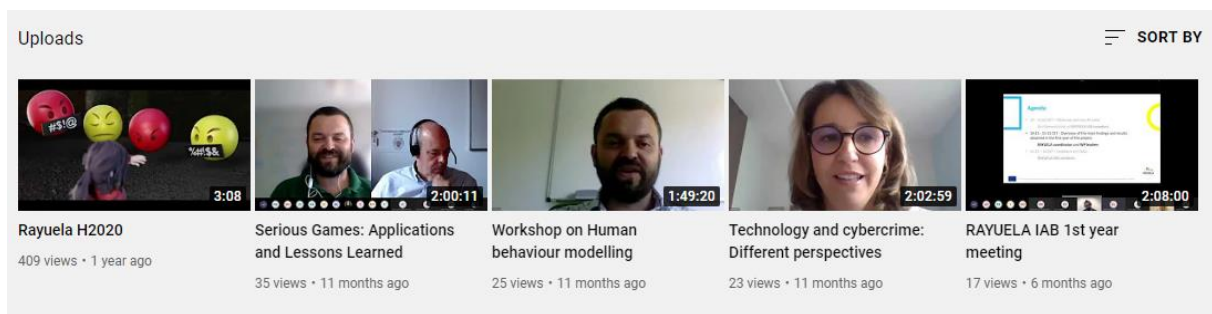 Uploads
SORT BY
#$!@
%#!$&
3:08
2:00:11
1:49:20
2:02:59
Agenda
2:08:00
Rayuela H2020
409 views • 1 year ago
Serious Games: Applications
and Lessons Learned
35 views • 11 months ago
Workshop on Human
behaviour modelling
25 views • 11 months ago
Technology and cybercrime:
Different perspectives
23 views • 11 months ago
RAYUELA IAB 1st year
meeting
17 views • 6 months ago